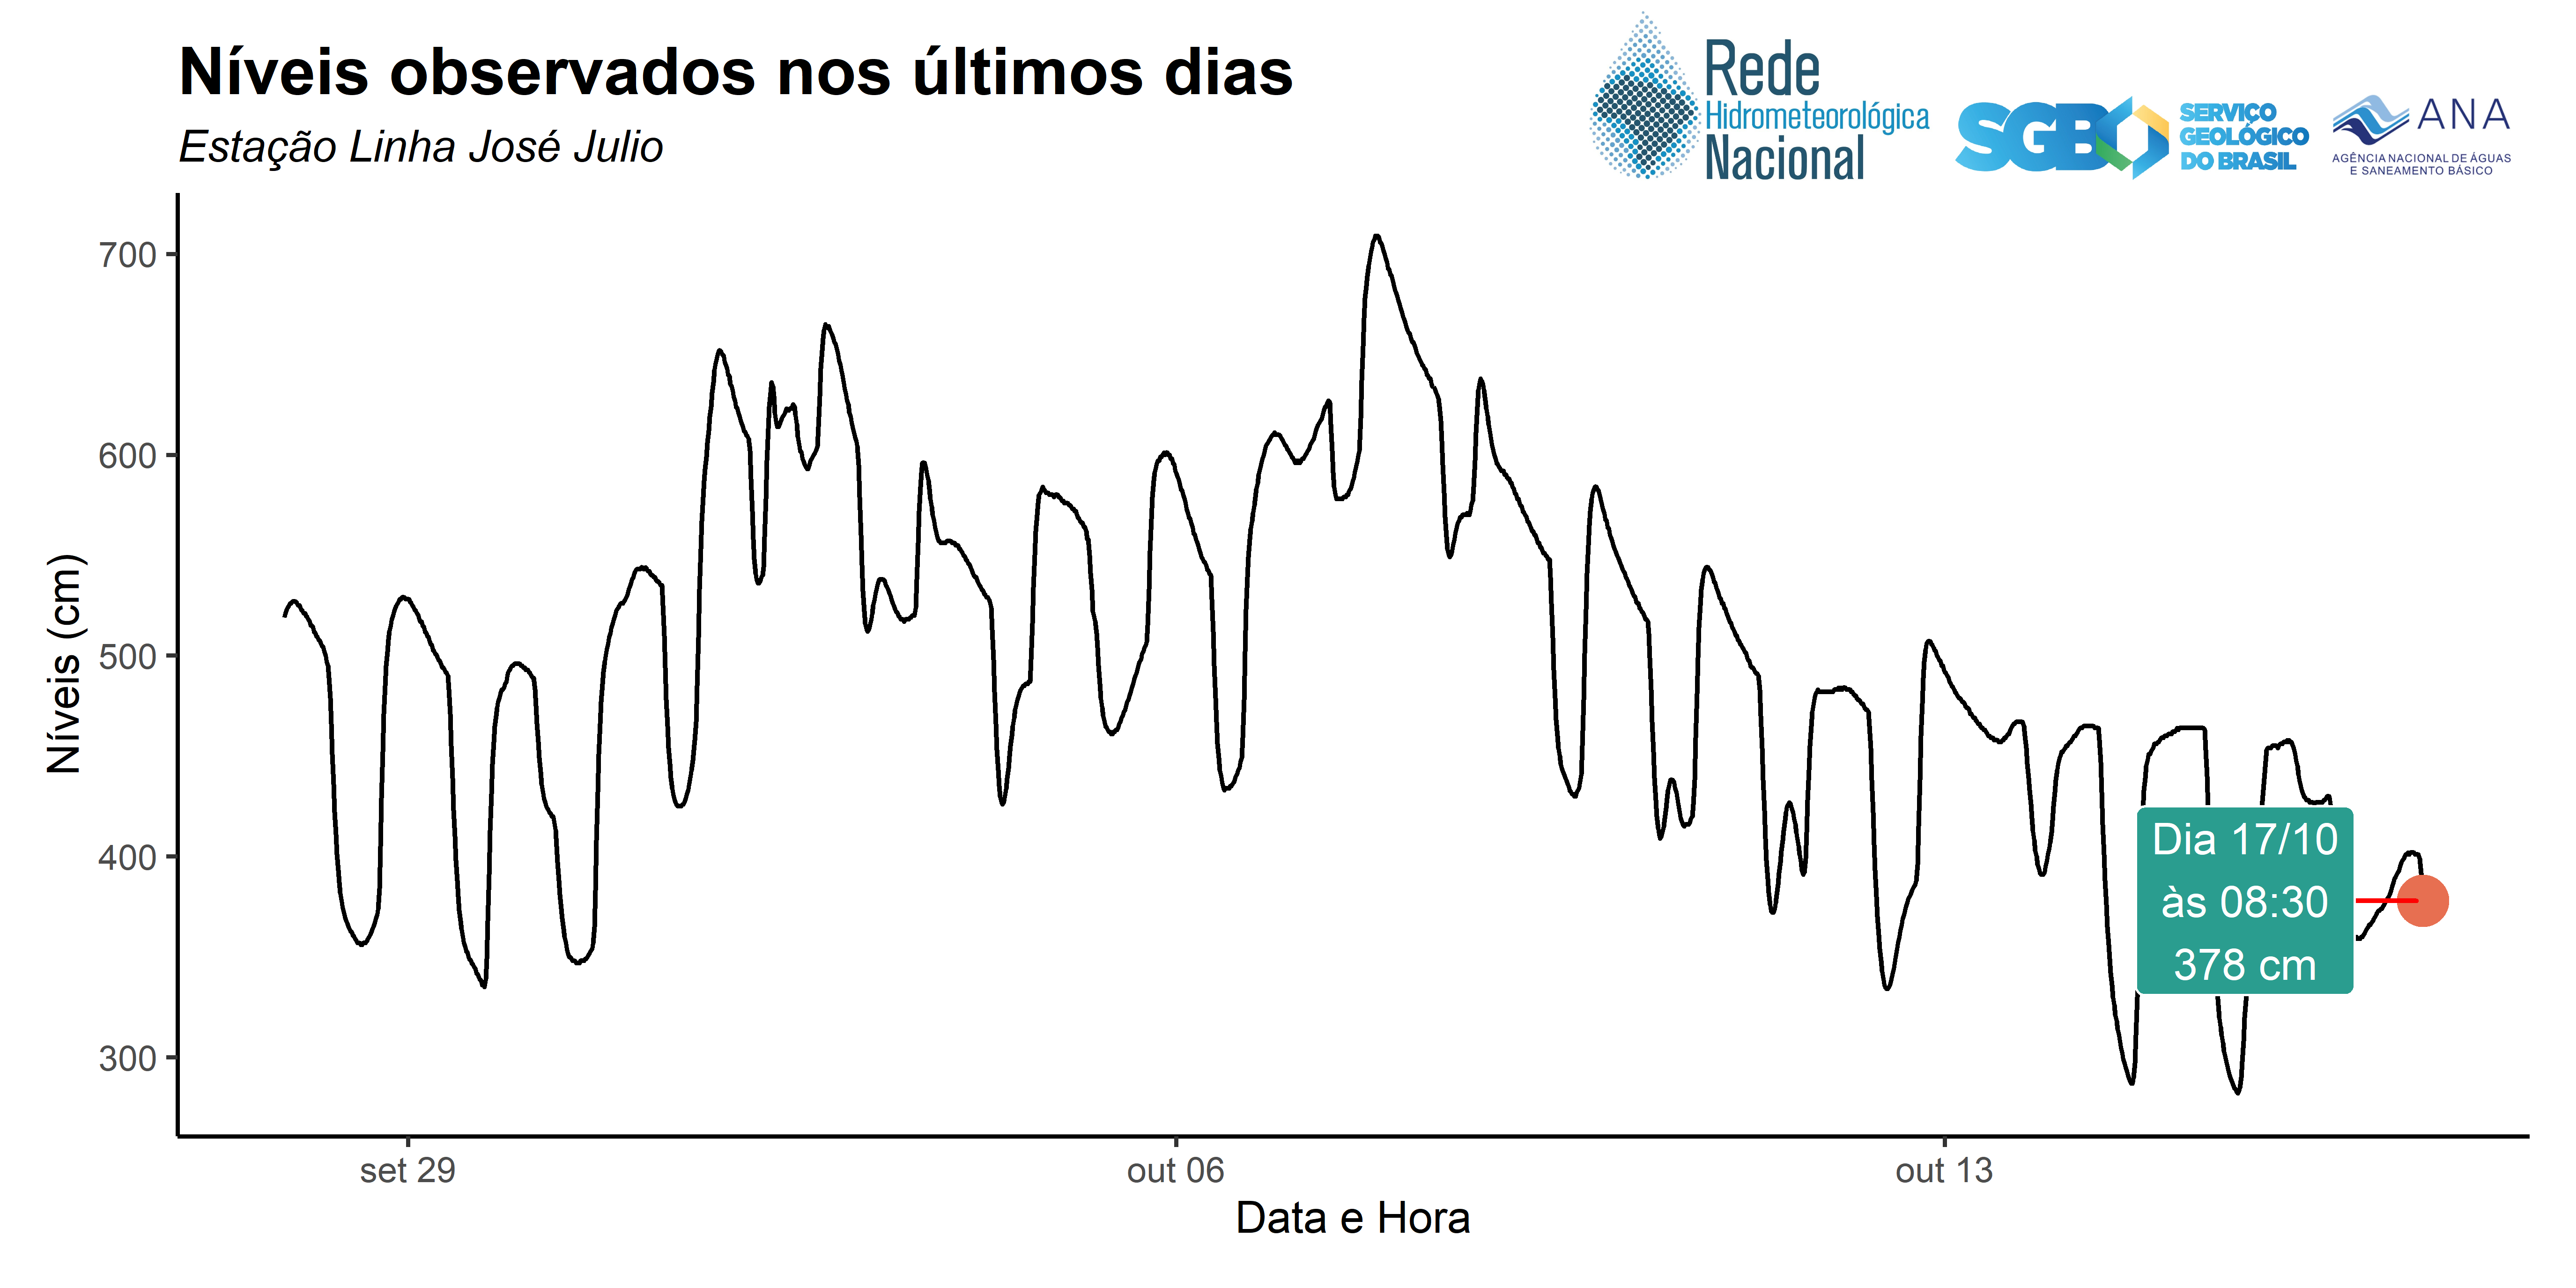 Níveis observados nos últimos dias
Estação Linha José Julio
Rede
Hidrometeorológica
Nacional
SGB
SERVIÇO
GEOLÓGICO
DO BRASIL
ANA
AGÊNCIA NACIONAL DE ÁGUAS
E SANEAMENTO BÁSICO
Níveis (cm)
700
600
500
400
300
Dia 17/10
às 08:30
378 cm
set 29
out 06
out 13
Data e Hora